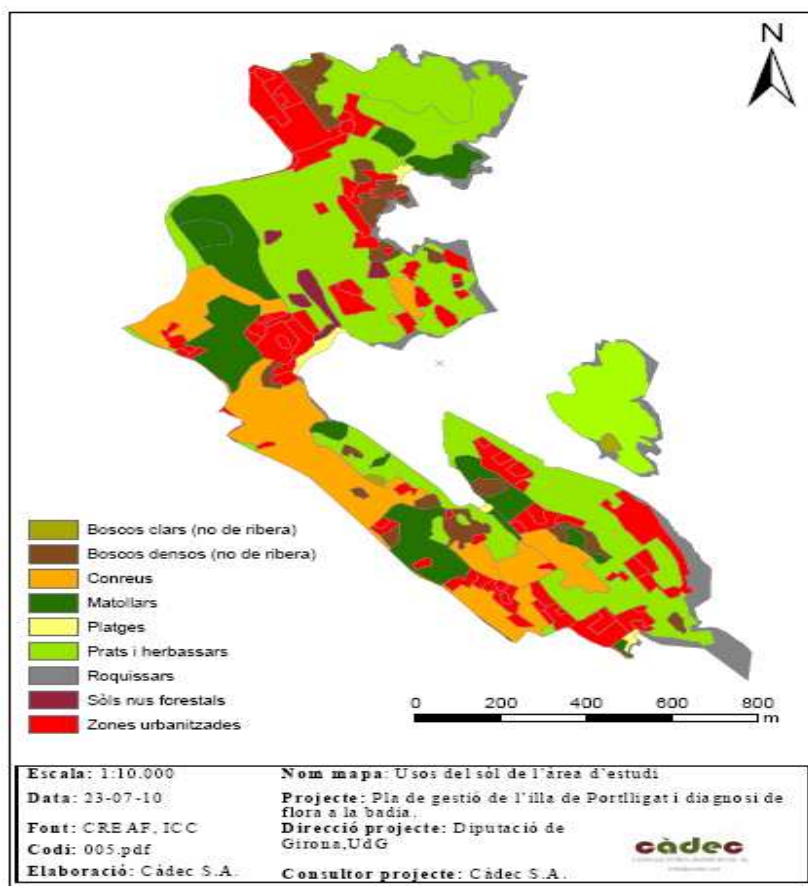 N
Boscos clars (no de ribera)
Boscos densos (no de ribera)
Conreus
Matollars
Platges
Prats i herbassars
Roquissars
Sòls nus forestals
Zones urbanitzades
0 200 400 600 800
m
Escala: 1:10.000
Data: 23-07-10
Font: CREAF, ICC
Codi: 005.pdf
Elaboració: Càdec S.A.
Nom mapa: Usos del sòl de l'àrea d'estudi
Projecte: Pla de gestió de l'illa de Portlligat i diagnosi de
flora a la badia.
Direcció projecte: Diputació de
Girona,UdG
Consultor projecte: Càdec S.A.
càdec